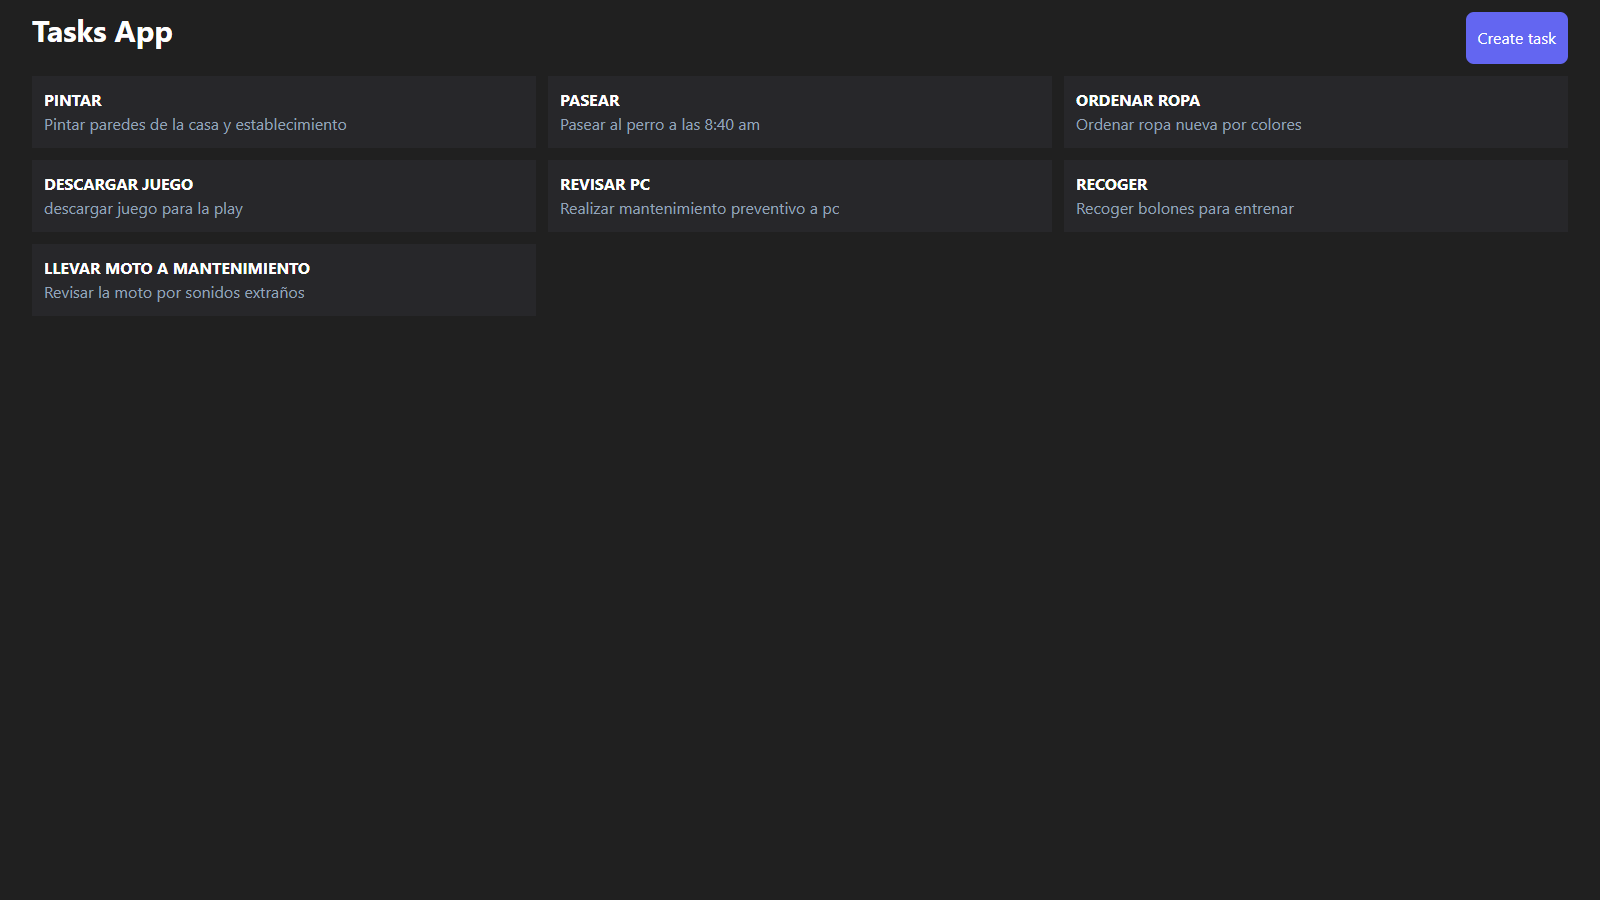 Tasks App
Create task
PINTAR
Pintar paredes de la casa y establecimiento
PASEAR
Pasear al perro a las 8:40 am
ORDENAR ROPA
Ordenar ropa nueva por colores
DESCARGAR JUEGO
descargar juego para la play
REVISAR PC
Realizar mantenimiento preventivo a pc
RECOGER
Recoger bolones para entrenar
LLEVAR MOTO A MANTENIMIENTO
Revisar la moto por sonidos extraños